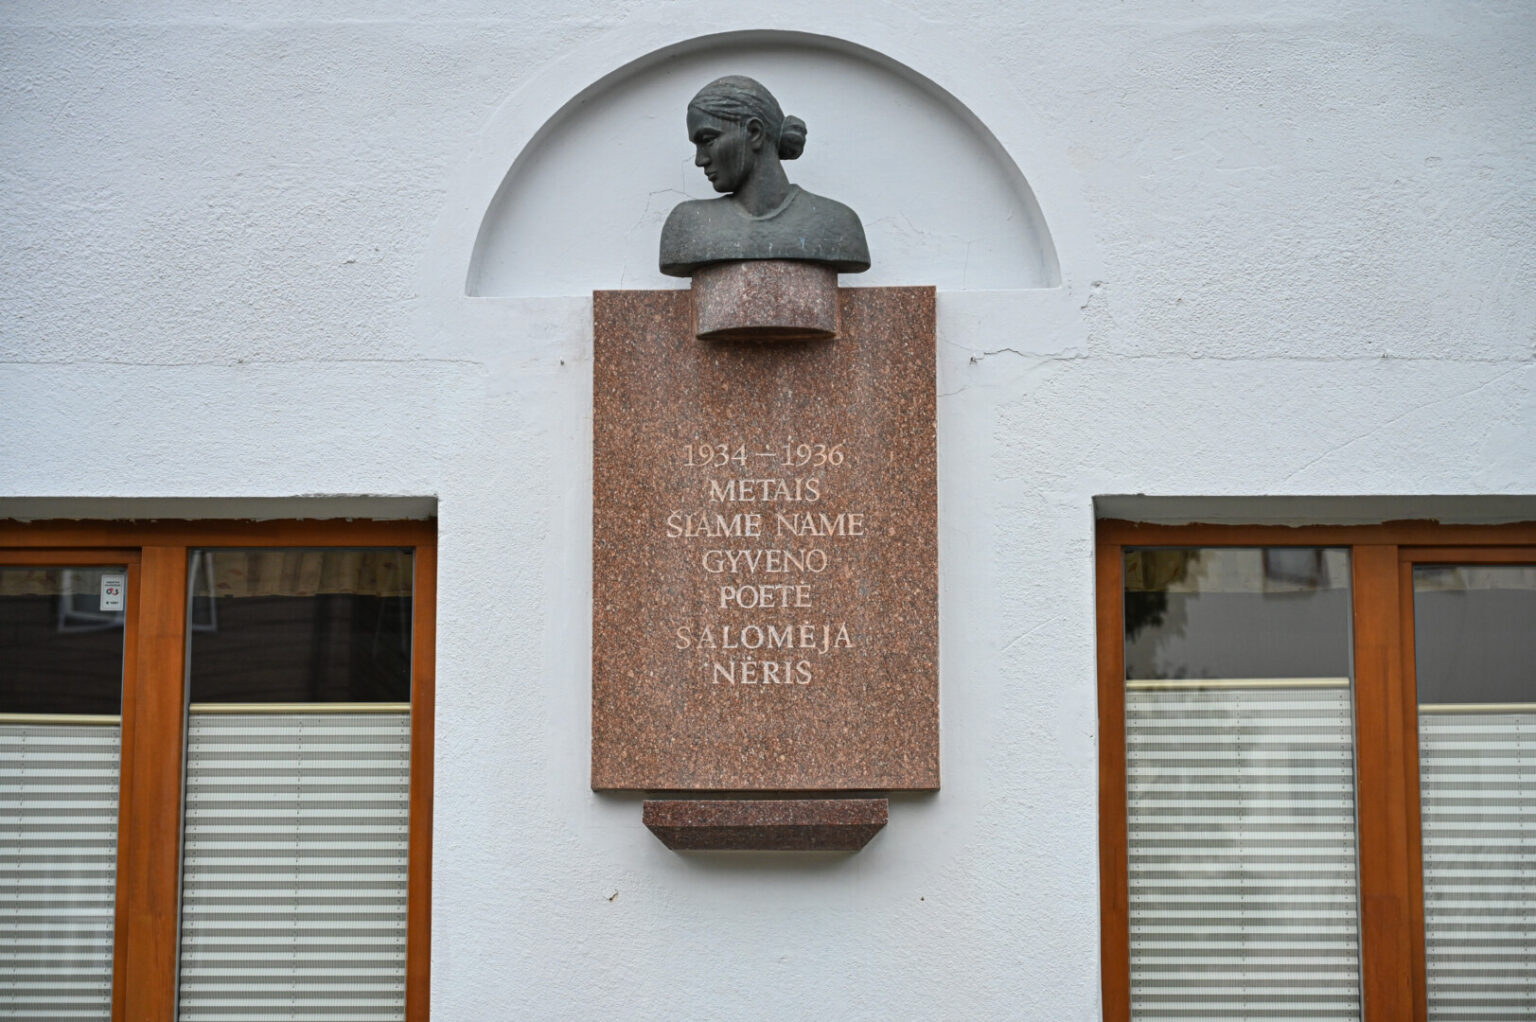 1934 – 1936
METAIS
ŠIAME NAME
GYVENO
POETĖ
SALOMĖJA
NĖRIS